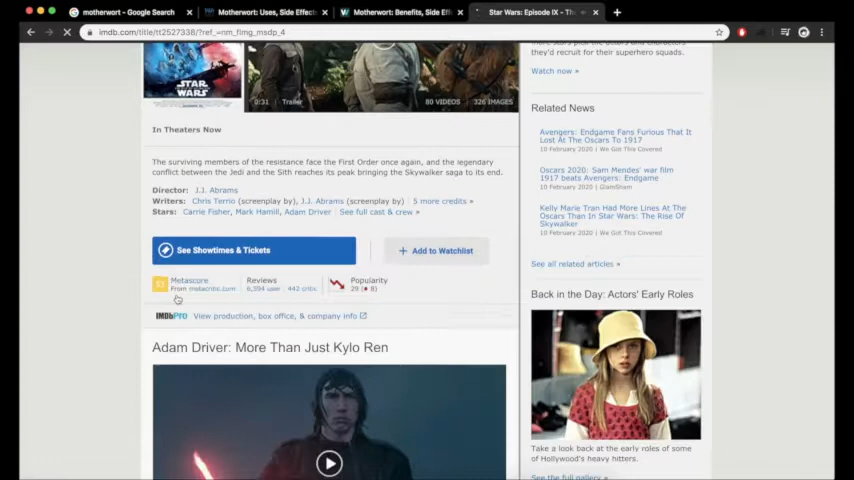 motherwort - Google Search
Motherwort: Uses, Side Effect
Motherwort: Benefits, Side Eff
Star Wars: Episode IX - The
imdb.com/title/tt2527338/?ref_=nm_flmg_msdp_4
STAR WARS
0:31 Trailer
80 VIDEOS
326 IMAGES
In Theaters Now
The surviving members of the resistance face the First Order once again, and the legendary
conflict between the Jedi and the Sith reaches its peak bringing the Skywalker saga to its end.
Director: J.J. Abrams
Writers: Chris Terrio (screenplay by), J.J. Abrams (screenplay by) | 5 more credits »
Stars: Carrie Fisher, Mark Hamill, Adam Driver | See full cast & crew »
See Showtimes & Tickets
+ Add to Watchlist
53
Metascore
From metacritic.com
Reviews
442 critic
Popularity
29
IMDbPro View production, box office, & company info
Adam Driver: More Than Just Kylo Ren
they'd recruit for their superhero squads.
Watch now »
Related News
Avengers: Endgame Fans Furious That It
Lost At The Oscars To 1917
10 February 2020 | We Got This Covered
Oscars 2020: Sam Mendes' war film
1917 beats Avengers: Endgame
10 February 2020 | GlamSham
Kelly Marie Tran Had More Lines At The
Oscars Than In Star Wars: The Rise Of
Skywalker
10 February 2020 | We Got This Covered
See all related articles »
Back in the Day: Actors' Early Roles
Take a look back at the early roles of some
of Hollywood's heavy hitters.
See the full gallery »